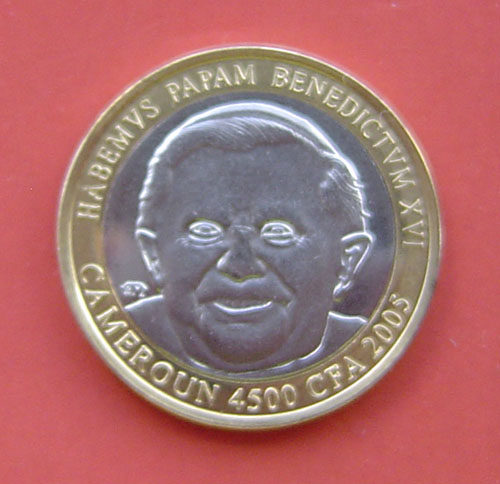 HABEMVS PAPAM BENEDICTVM XVI
CAMEROUN 4500 CFA 2005